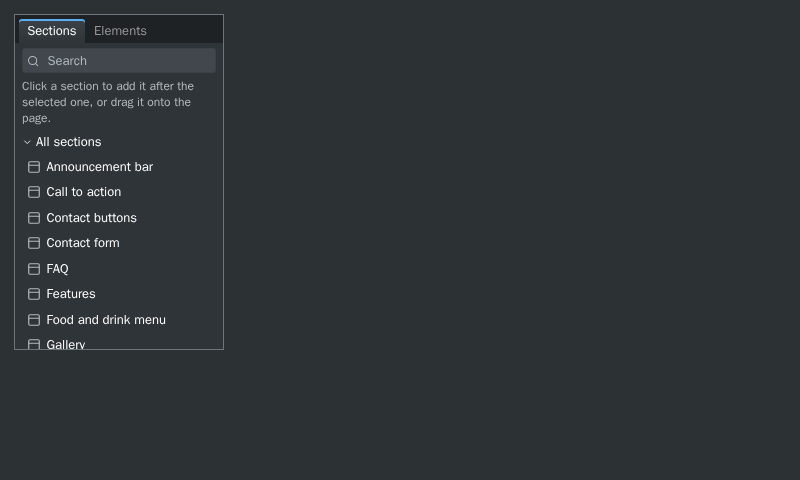 Sections
Elements
Search
Click a section to add it after the
selected one, or drag it onto the
page.
All sections
Announcement bar
Call to action
Contact buttons
Contact form
FAQ
Features
Food and drink menu
Gallery